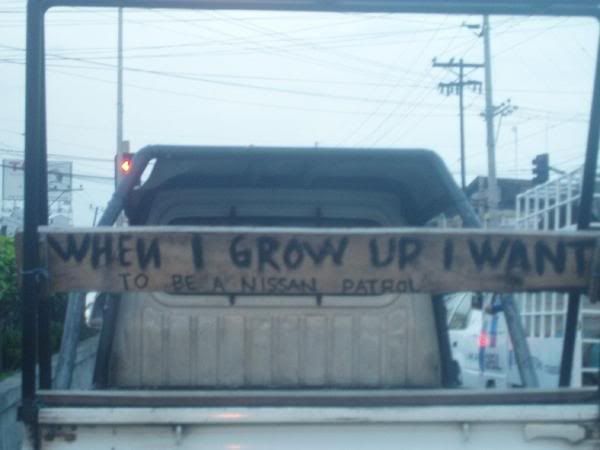 WHEN I GROW UP I WANT
TO BE A NISSAN PATROL